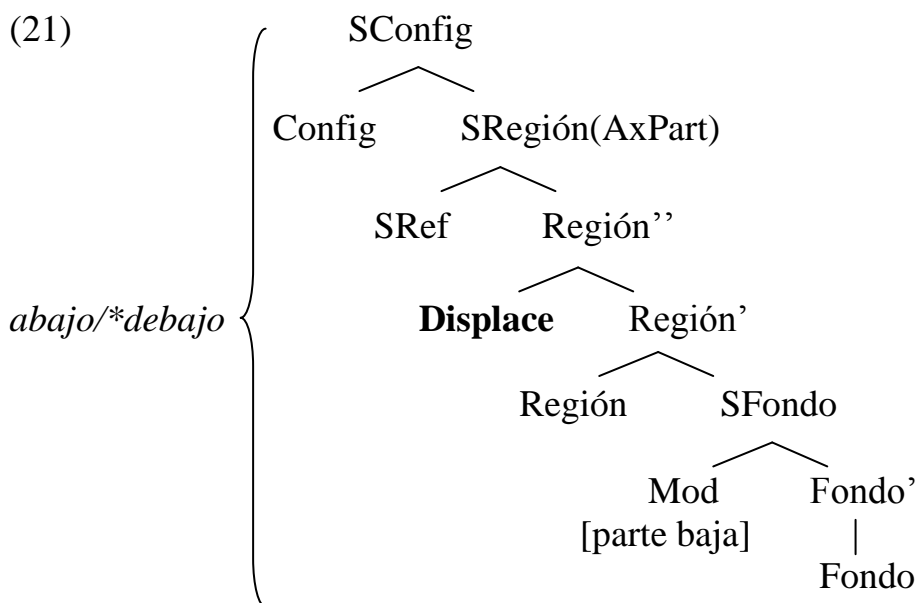 (21) SConfig
Config SRegión(AxPart)
SRef Región’’
abajo/*debajo Displace Región’
Región SFondo
Mod Fondo’
[parte baja]
Fondo